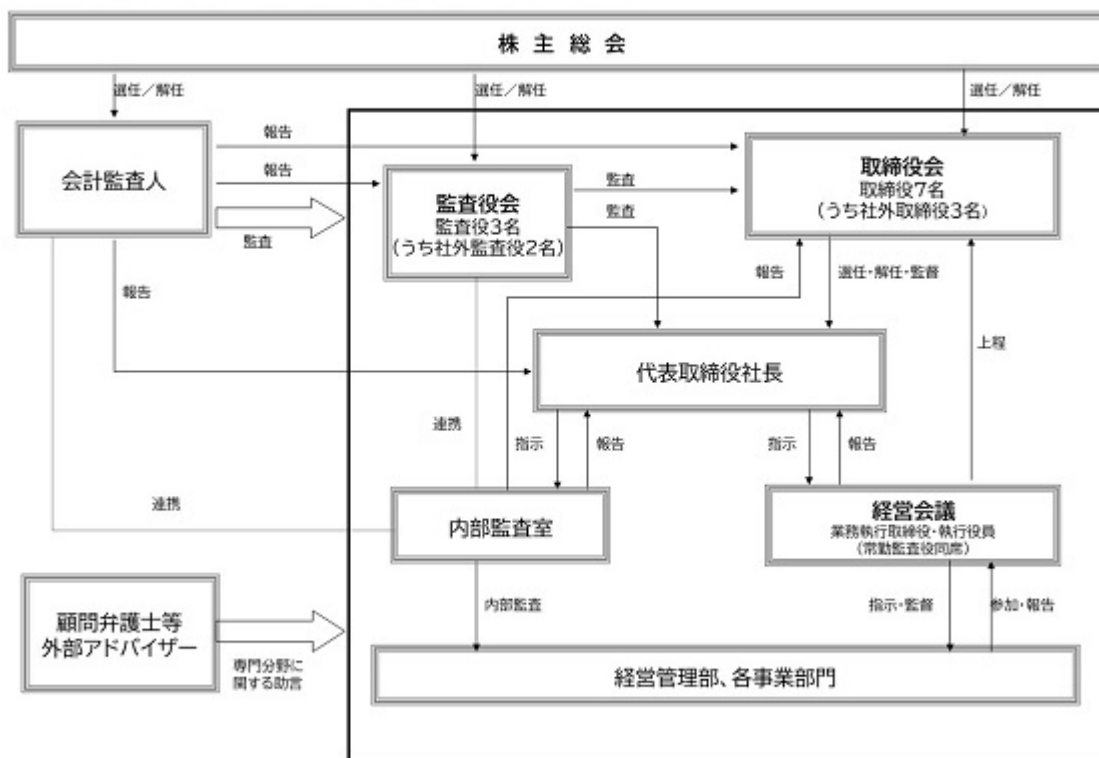 株 主 総 会
選任／解任
選任／解任
選任／解任
会計監査人
報告
報告
監査
監査役会
監査役3名
(うち社外監査役2名)
監査
監査
取締役会
取締役7名
(うち社外取締役3名)
報告
報告
選任・解任・監督
上程
代表取締役社長
連携
指示
報告
指示
報告
連携
内部監査室
経営会議
業務執行取締役・執行役員
(常勤監査役同席)
顧問弁護士等
外部アドバイザー
専門分野に
関する助言
内部監査
指示・監督
参加・報告
経営管理部、各事業部門